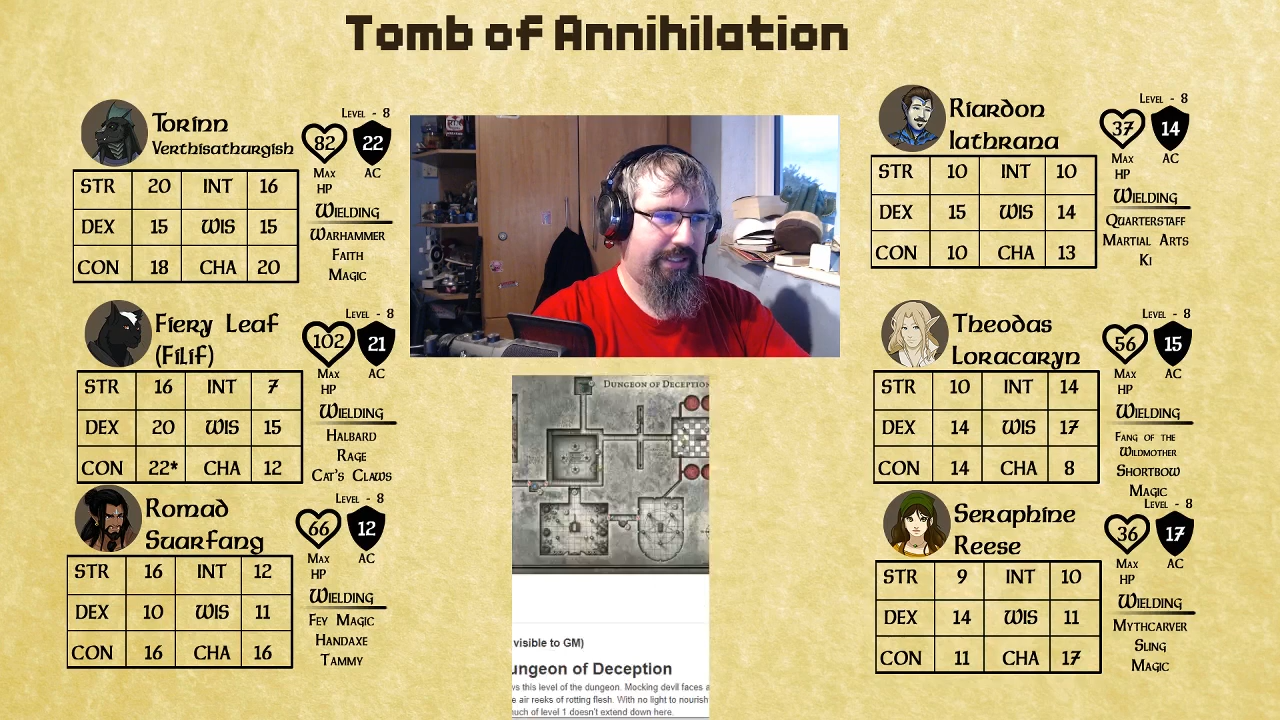 Tomb of Annihilation
Torinn
Verthisathurgish
Level - 8
82
22
Max HP
AC
STR 20 INT 16
DEX 15 WIS 15
CON 18 CHA 20
Wielding
Warhammer
Faith
Magic
Fiery Leaf
(Filif)
Level - 8
102
21
Max HP
AC
STR 16 INT 7
DEX 20 WIS 15
CON 22* CHA 12
Wielding
Halbard
Rage
Cat's Claws
Romad
Suarfang
Level - 8
66
12
Max HP
AC
STR 16 INT 12
DEX 10 WIS 11
CON 16 CHA 16
Wielding
Fey Magic
Handaxe
Tammy
Dungeon of Deception
visible to GM)
ungeon of Deception
ws this level of the dungeon. Mocking devil faces a
e air reeks of rotting flesh. With no light to nourish
uch of level 1 doesn't extend down here.
Riardon
Iathrana
Level - 8
37
14
Max HP
AC
STR 10 INT 10
DEX 15 WIS 14
CON 10 CHA 13
Wielding
Quarterstaff
Martial Arts
Ki
Theodas
Loracaryn
Level - 8
56
15
Max HP
AC
STR 10 INT 14
DEX 14 WIS 17
CON 14 CHA 8
Wielding
Fang of the
Wildmother
Shortbow
Magic
Seraphine
Reese
Level - 8
36
17
Max HP
AC
STR 9 INT 10
DEX 14 WIS 11
CON 11 CHA 17
Wielding
Mythcarver
Sling
Magic